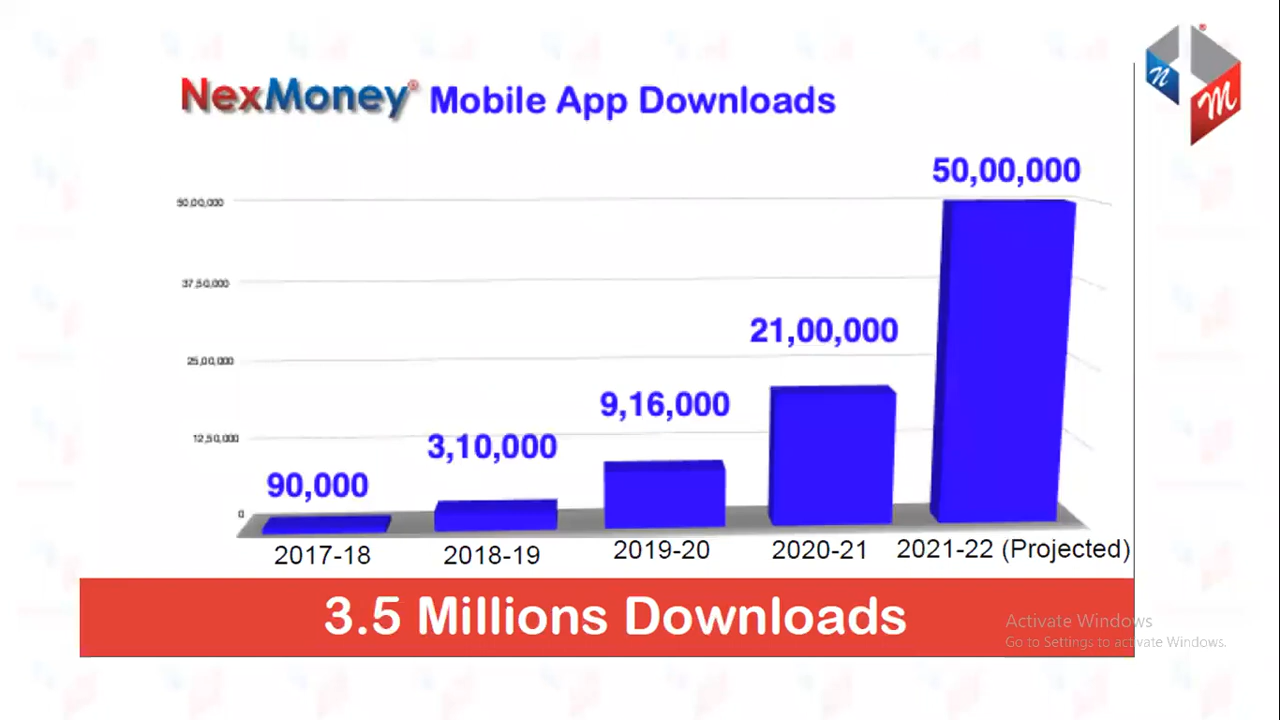 NexMoney® Mobile App Downloads
n M ®
50,00,000
50,00,000
37,50,000
21,00,000
25,00,000
9,16,000
12,50,000
3,10,000
90,000
0
2017-18 2018-19 2019-20 2020-21 2021-22 (Projected)
3.5 Millions Downloads
Activate Windows
Go to Settings to activate Windows.